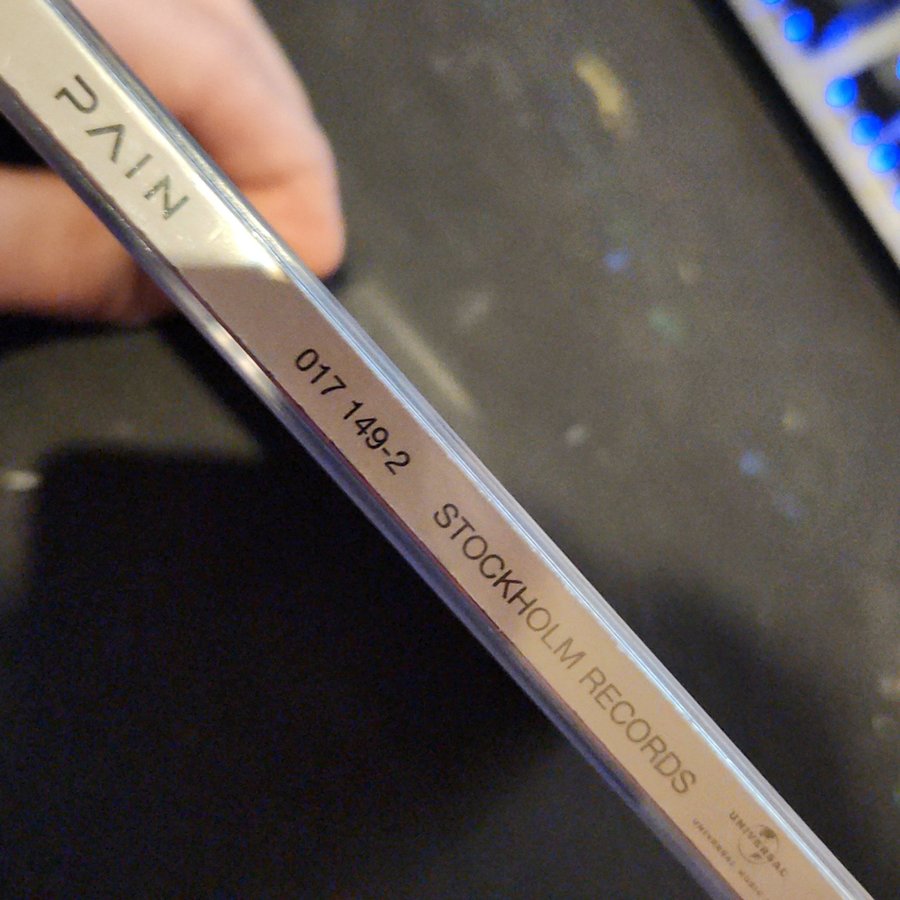 PAIN
017 149-2
STOCKHOLM RECORDS
UNIVERSAL
UNIVERSAL MUSIC